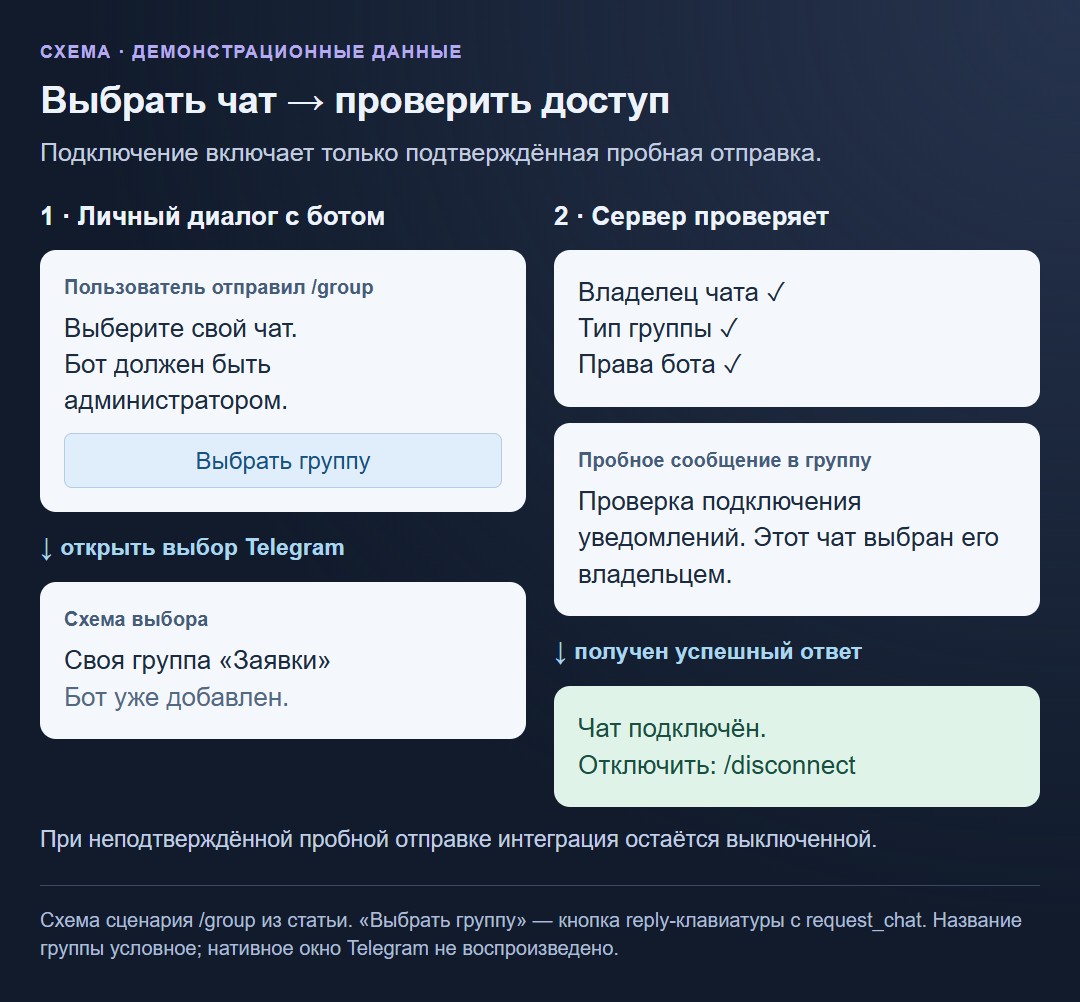 СХЕМА · ДЕМОНСТРАЦИОННЫЕ ДАННЫЕ
Выбрать чат → проверить доступ
Подключение включает только подтверждённая пробная отправка.
1 · Личный диалог с ботом
Пользователь отправил /group
Выберите свой чат.
Бот должен быть
администратором.
Выбрать группу
↓ открыть выбор Telegram
Схема выбора
Своя группа «Заявки»
Бот уже добавлен.
2 · Сервер проверяет
Владелец чата ✓
Тип группы ✓
Права бота ✓
Пробное сообщение в группу
Проверка подключения
уведомлений. Этот чат выбран его
владельцем.
↓ получен успешный ответ
Чат подключён.
Отключить: /disconnect
При неподтверждённой пробной отправке интеграция остаётся выключенной.
Схема сценария /group из статьи. «Выбрать группу» — кнопка reply-клавиатуры с request_chat. Название
группы условное; нативное окно Telegram не воспроизведено.